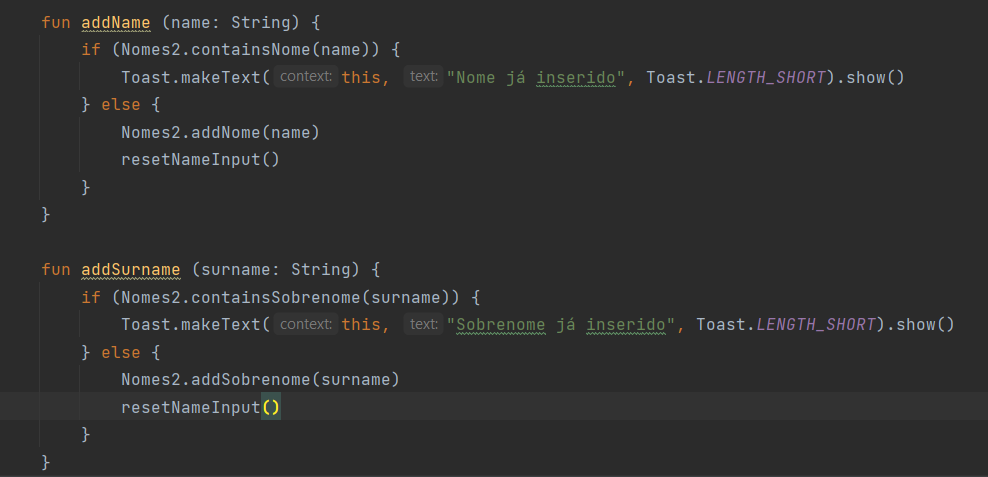 fun addName (name: String) {
if (Nomes2.containsNome(name)) {
Toast.makeText( context: this, text: "Nome já inserido", Toast.LENGTH_SHORT).show()
} else {
Nomes2.addNome(name)
resetNameInput()
}
}
fun addSurname (surname: String) {
if (Nomes2.containsSobrenome(surname)) {
Toast.makeText( context: this, text: "Sobrenome já inserido", Toast.LENGTH_SHORT).show()
} else {
Nomes2.addSobrenome(surname)
resetNameInput()
}
}